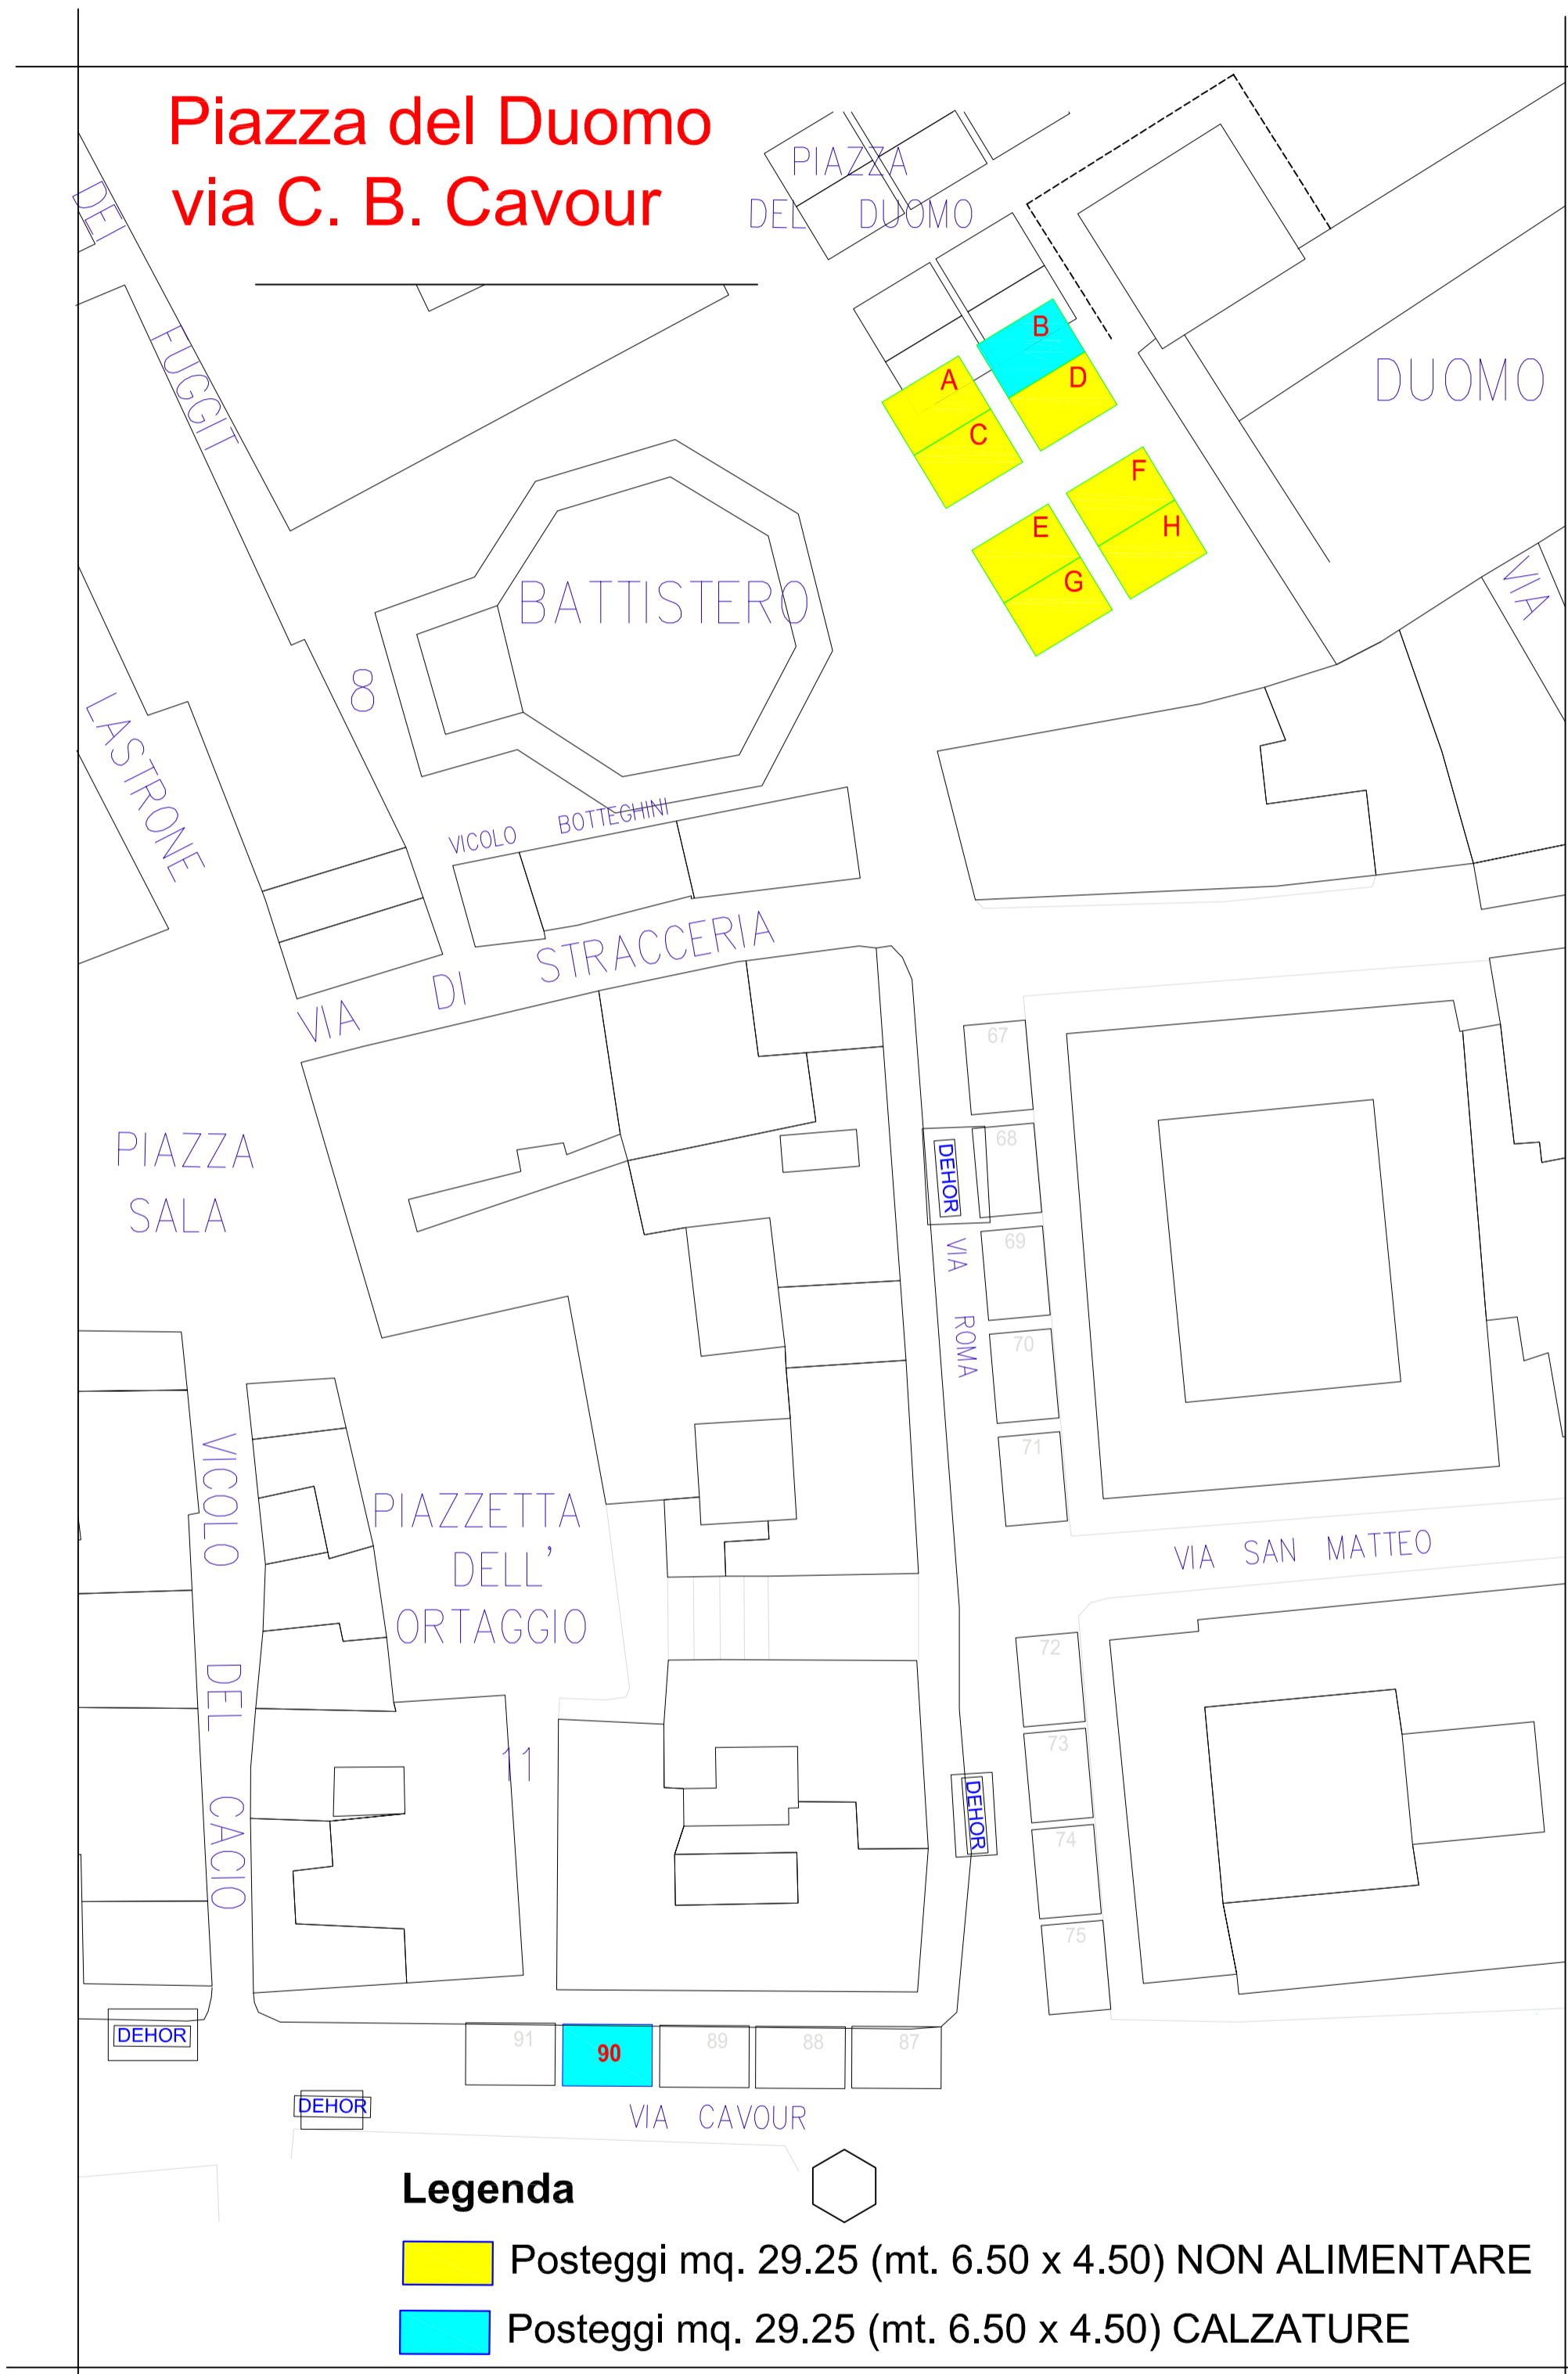 Piazza del Duomo
via C. B. Cavour
PIAZZA
DEL DUOMO
DEI
FUGGIT
B
A
D
C
DUOMO
F
E
H
G
VIA
BATTISTERO
8
LASTRONE
VICOLO BOTTEGHINI
VIA DI STRACCERIA
67
68
DEHOR
69
VIA ROMA
70
71
PIAZZA
SALA
VICOLO DEL CACIO
PIAZZETTA
DELL'
ORTAGGIO
VIA SAN MATTEO
72
73
11
DEHOR
74
75
DEHOR
91
90
89
88
87
DEHOR
VIA CAVOUR
Legenda
Posteggi mq. 29.25 (mt. 6.50 x 4.50) NON ALIMENTARE
Posteggi mq. 29.25 (mt. 6.50 x 4.50) CALZATURE